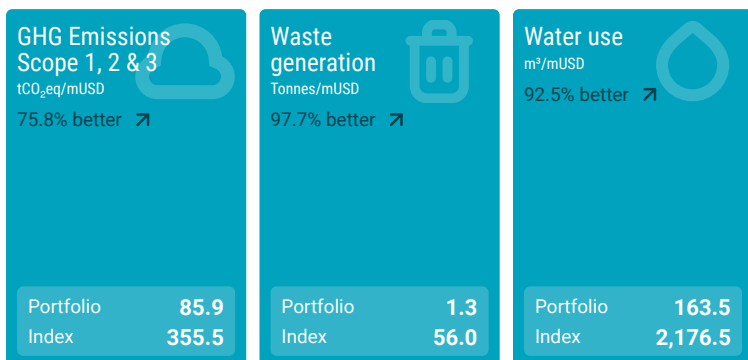 GHG Emissions
Scope 1, 2 & 3
tCO₂eq/mUSD
75.8% better
Portfolio 85.9
Index 355.5
Waste
generation
Tonnes/mUSD
97.7% better
Portfolio 1.3
Index 56.0
Water use
m³/mUSD
92.5% better
Portfolio 163.5
Index 2,176.5